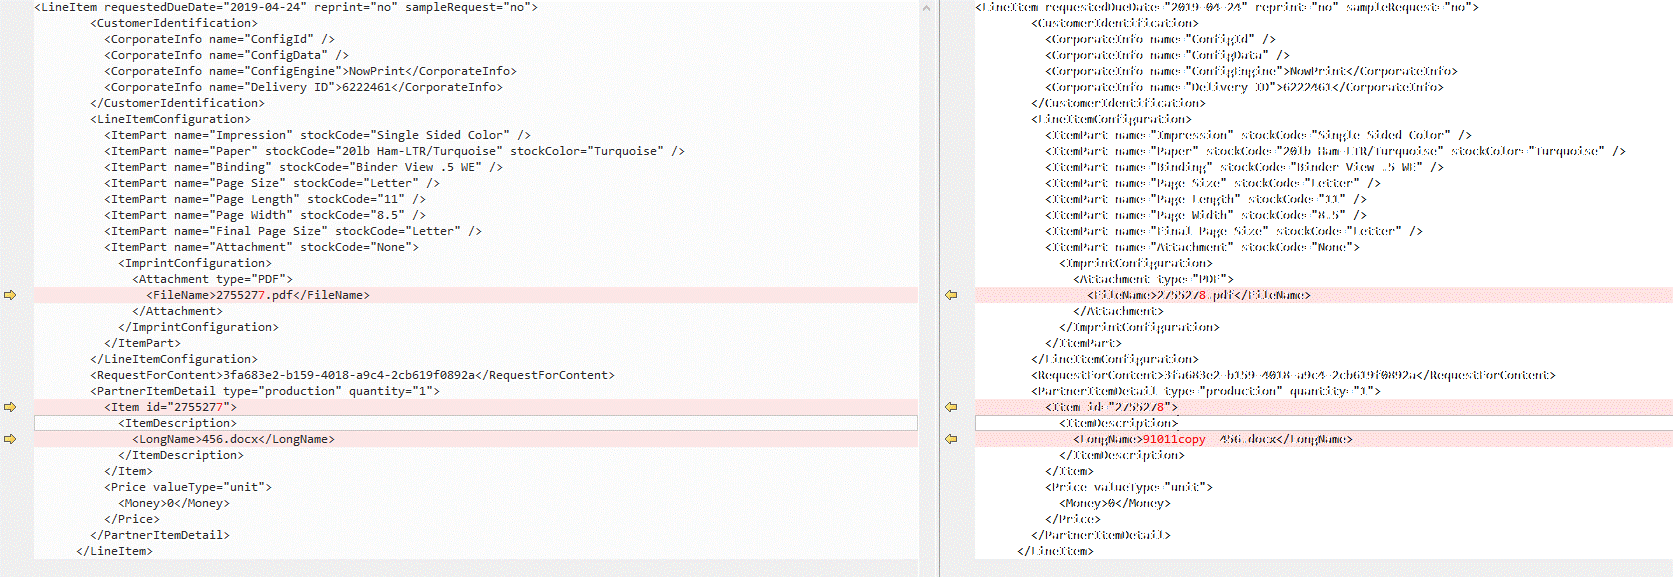 <LineItem requestedDueDate="2019-04-24" reprint="no" sampleRequest="no">
<CustomerIdentification>
<CorporateInfo name="ConfigId" />
<CorporateInfo name="ConfigData" />
<CorporateInfo name="ConfigEngine">NowPrint</CorporateInfo>
<CorporateInfo name="Delivery ID">6222461</CorporateInfo>
</CustomerIdentification>
<LineItemConfiguration>
<ItemPart name="Impression" stockCode="Single Sided Color" />
<ItemPart name="Paper" stockCode="20lb Ham-LTR/Turquoise" stockColor="Turquoise" />
<ItemPart name="Binding" stockCode="Binder View .5 WE" />
<ItemPart name="Page Size" stockCode="Letter" />
<ItemPart name="Page Length" stockCode="11" />
<ItemPart name="Page Width" stockCode="8.5" />
<ItemPart name="Final Page Size" stockCode="Letter" />
<ItemPart name="Attachment" stockCode="None">
<ImprintConfiguration>
<Attachment type="PDF">
<FileName>2755277.pdf</FileName>
</Attachment>
</ImprintConfiguration>
</ItemPart>
</LineItemConfiguration>
<RequestForContent>3fa683e2-b159-4018-a9c4-2cb619f0892a</RequestForContent>
<PartnerItemDetail type="production" quantity="1">
<Item id="2755277">
<ItemDescription>
<LongName>456.docx</LongName>
</ItemDescription>
</Item>
<Price valueType="unit">
<Money>0</Money>
</Price>
</PartnerItemDetail>
</LineItem>
<LineItem requestedDueDate="2019-04-24" reprint="no" sampleRequest="no">
<CustomerIdentification>
<CorporateInfo name="ConfigId" />
<CorporateInfo name="ConfigData" />
<CorporateInfo name="ConfigEngine">NowPrint</CorporateInfo>
<CorporateInfo name="Delivery ID">6222461</CorporateInfo>
</CustomerIdentification>
<LineItemConfiguration>
<ItemPart name="Impression" stockCode="Single Sided Color" />
<ItemPart name="Paper" stockCode="20lb Ham-LTR/Turquoise" stockColor="Turquoise" />
<ItemPart name="Binding" stockCode="Binder View .5 WE" />
<ItemPart name="Page Size" stockCode="Letter" />
<ItemPart name="Page Length" stockCode="11" />
<ItemPart name="Page Width" stockCode="8.5" />
<ItemPart name="Final Page Size" stockCode="Letter" />
<ItemPart name="Attachment" stockCode="None">
<ImprintConfiguration>
<Attachment type="PDF">
<FileName>2755278.pdf</FileName>
</Attachment>
</ImprintConfiguration>
</ItemPart>
</LineItemConfiguration>
<RequestForContent>3fa683e2-b159-4018-a9c4-2cb619f0892a</RequestForContent>
<PartnerItemDetail type="production" quantity="1">
<Item id="2755278">
<ItemDescription>
<LongName>91011copy  456.docx</LongName>
</ItemDescription>
</Item>
<Price valueType="unit">
<Money>0</Money>
</Price>
</PartnerItemDetail>
</LineItem>